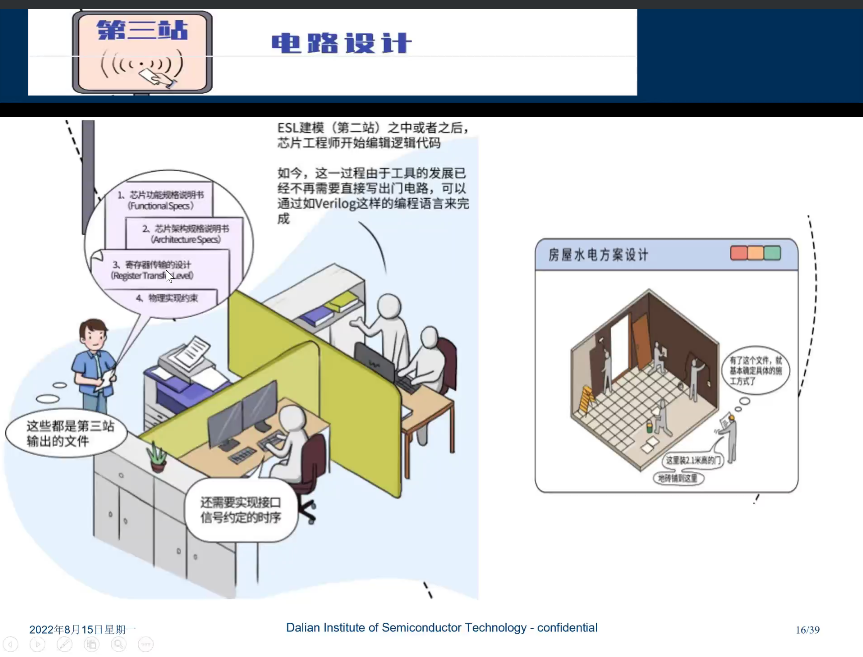 第三站
电路设计
ESL建模（第二站）之中或者之后，
芯片工程师开始编辑逻辑代码
如今，这一过程由于工具的发展已
经不再需要直接写出门电路，可以
通过如Verilog这样的编程语言来完
成
1、芯片功能规格说明书
（Functional Specs）
2、芯片架构规格说明书
（Architecture Specs）
3、寄存器传输的设计
（Register Transfer Level）
4、物理实现约束
这些都是第三站
输出的文件
还需要实现接口
信号约定的时序
房屋水电方案设计
有了这个文件，就
基本确定具体的施
工方式了
这里装2.1米高的门
地砖铺到这里
2022年8月15日星期一
Dalian Institute of Semiconductor Technology - confidential
16/39